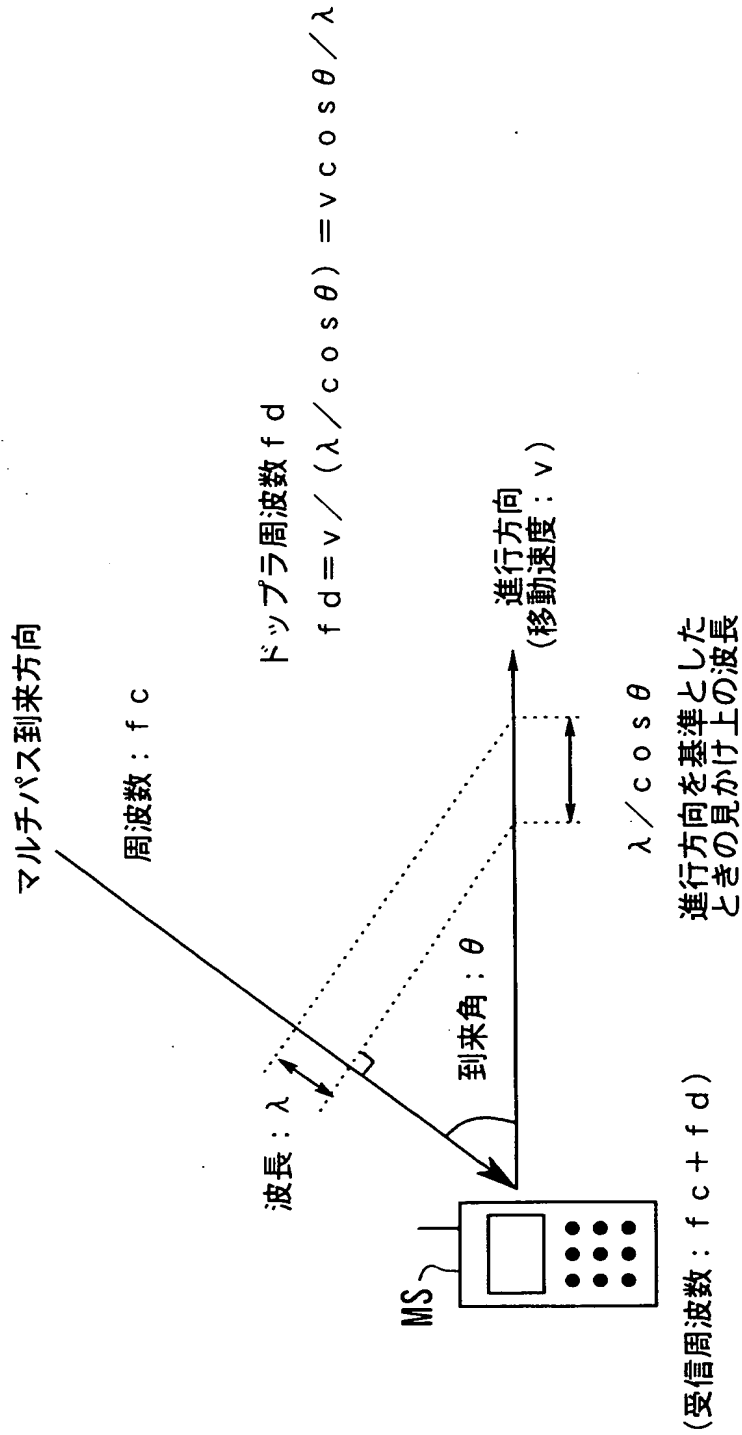 マルチパス到来方向
周波数：ｆｃ
ドップラ周波数ｆｄ
ｆｄ＝ｖ／（λ／ｃｏｓθ）＝ｖｃｏｓθ／λ
波長：λ
到来角：θ
進行方向
(移動速度：ｖ)
MS
λ／ｃｏｓθ
進行方向を基準とした
ときの見かけ上の波長
(受信周波数：ｆｃ＋ｆｄ)